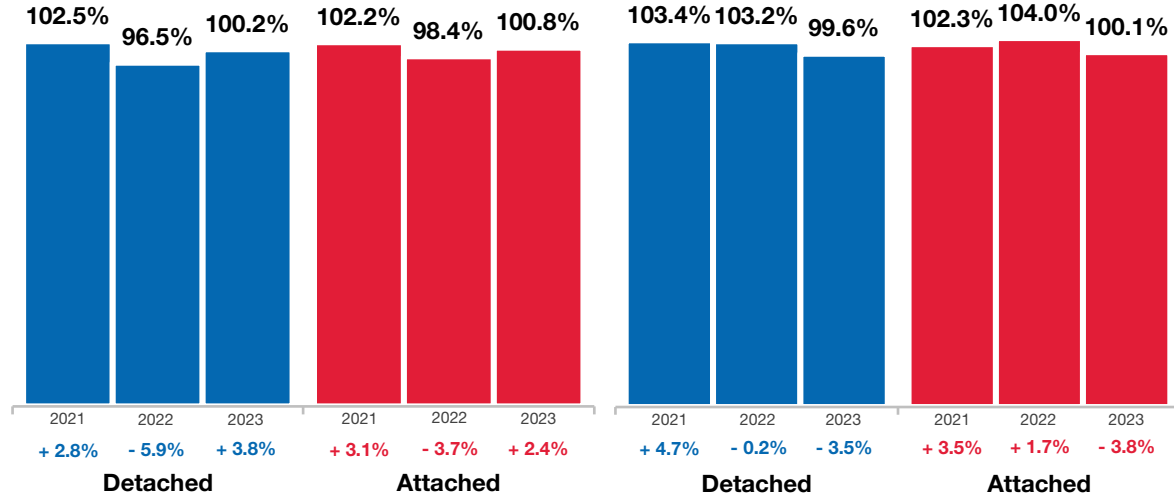 102.5% 96.5% 100.2% 102.2% 98.4% 100.8% 103.4% 103.2% 99.6% 102.3% 104.0% 100.1%
2021 2022 2023 2021 2022 2023 2021 2022 2023 2021 2022 2023
+ 2.8% - 5.9% + 3.8% + 3.1% - 3.7% + 2.4% + 4.7% - 0.2% - 3.5% + 3.5% + 1.7% - 3.8%
Detached Attached Detached Attached